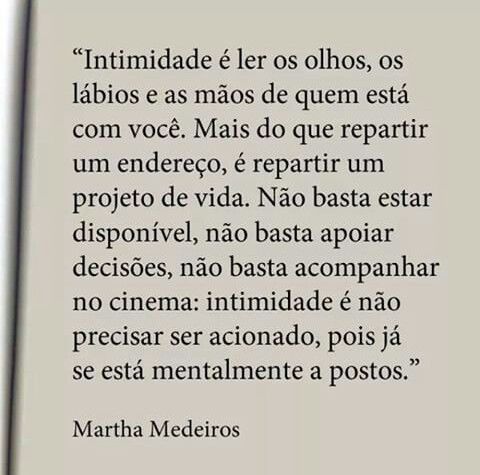 “Intimidade é ler os olhos, os
lábios e as mãos de quem está
com você. Mais do que repartir
um endereço, é repartir um
projeto de vida. Não basta estar
disponível, não basta apoiar
decisões, não basta acompanhar
no cinema: intimidade é não
precisar ser acionado, pois já
se está mentalmente a postos.”
Martha Medeiros